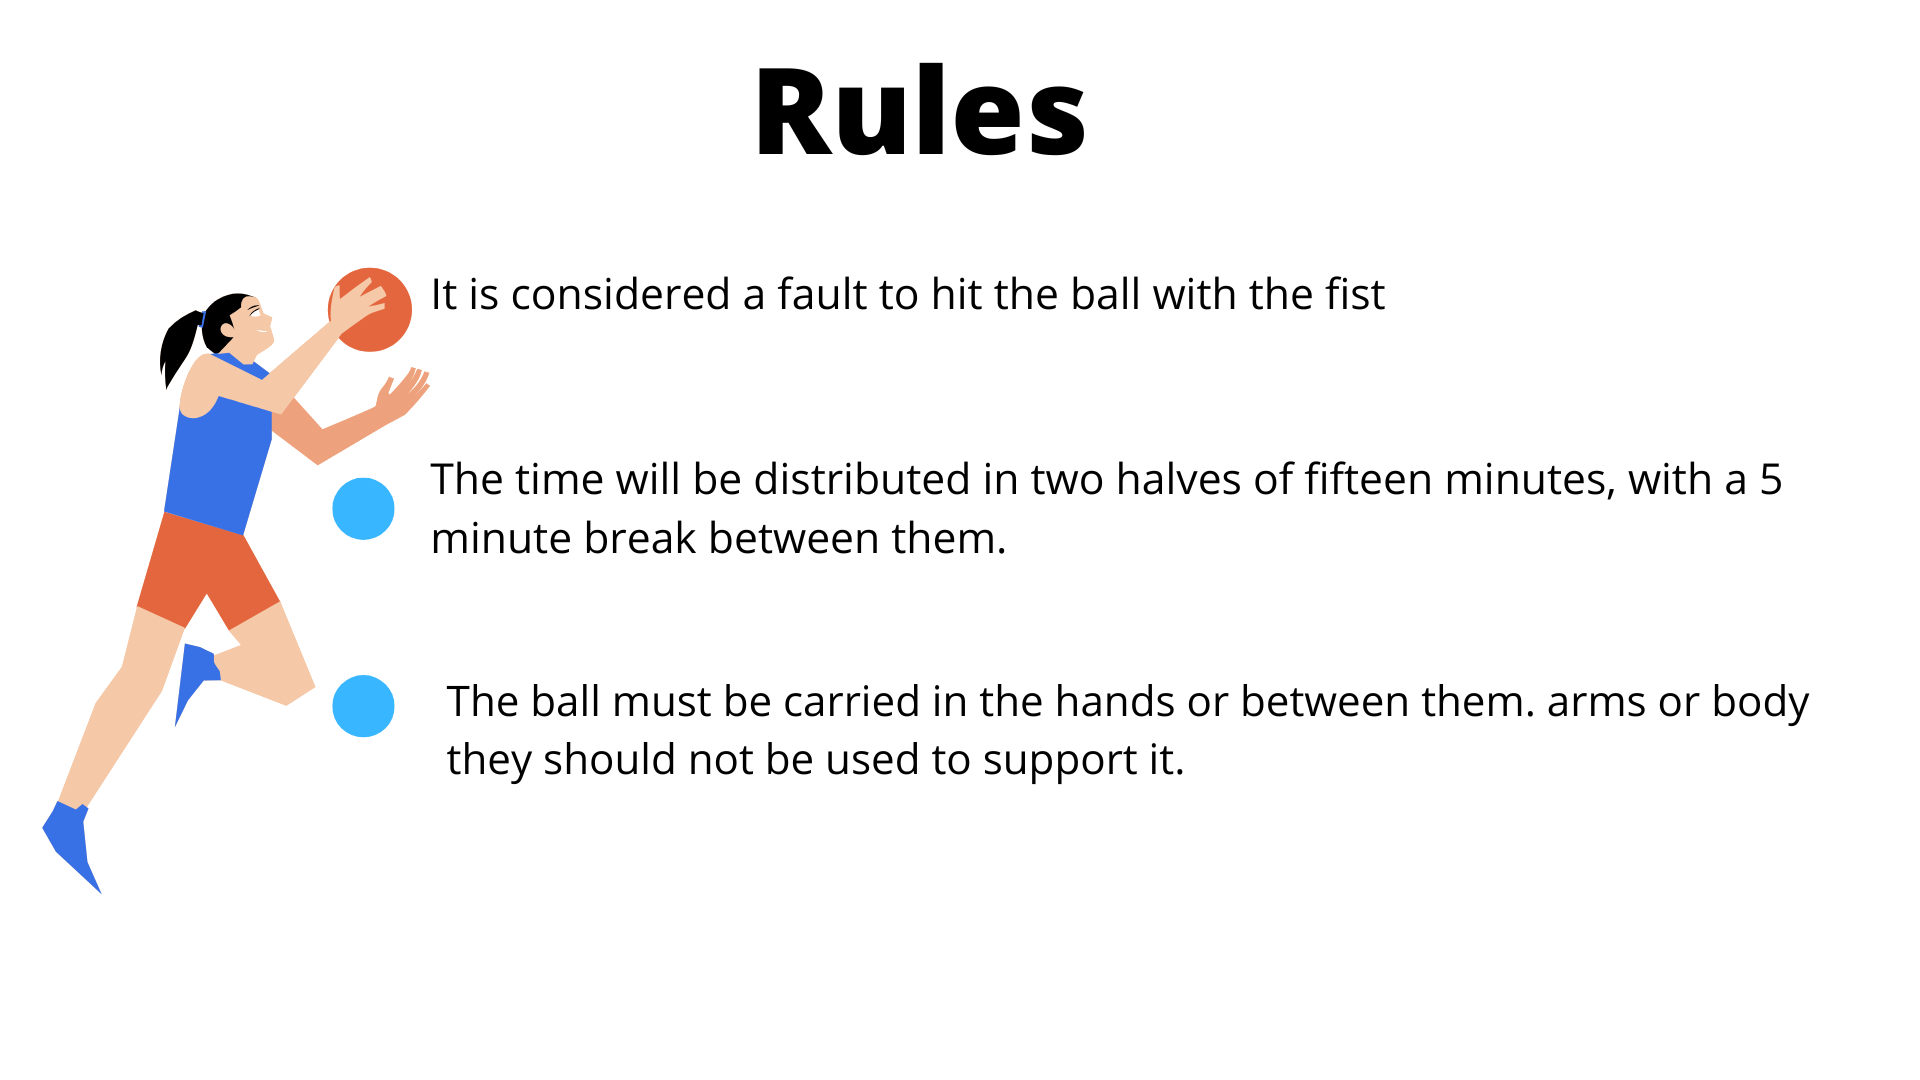 Rules
It is considered a fault to hit the ball with the fist
The time will be distributed in two halves of fifteen minutes, with a 5
minute break between them.
The ball must be carried in the hands or between them. arms or body
they should not be used to support it.